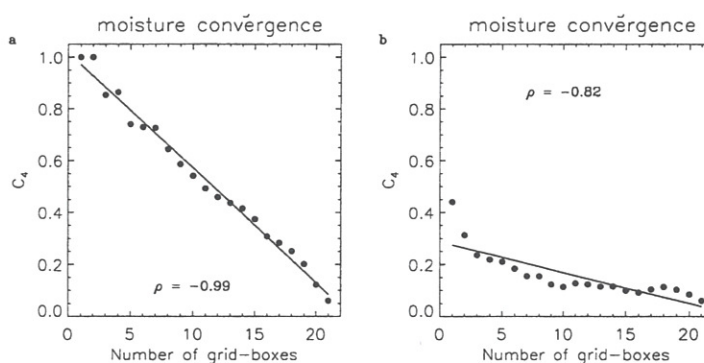 moisture convergence
a
1.0
0.8
0.6
0.4
0.2
0.0
C4
ρ = -0.99
0 5 10 15 20
Number of grid-boxes
moisture convergence
b
1.0
0.8
0.6
0.4
0.2
0.0
C4
ρ = -0.82
0 5 10 15 20
Number of grid-boxes